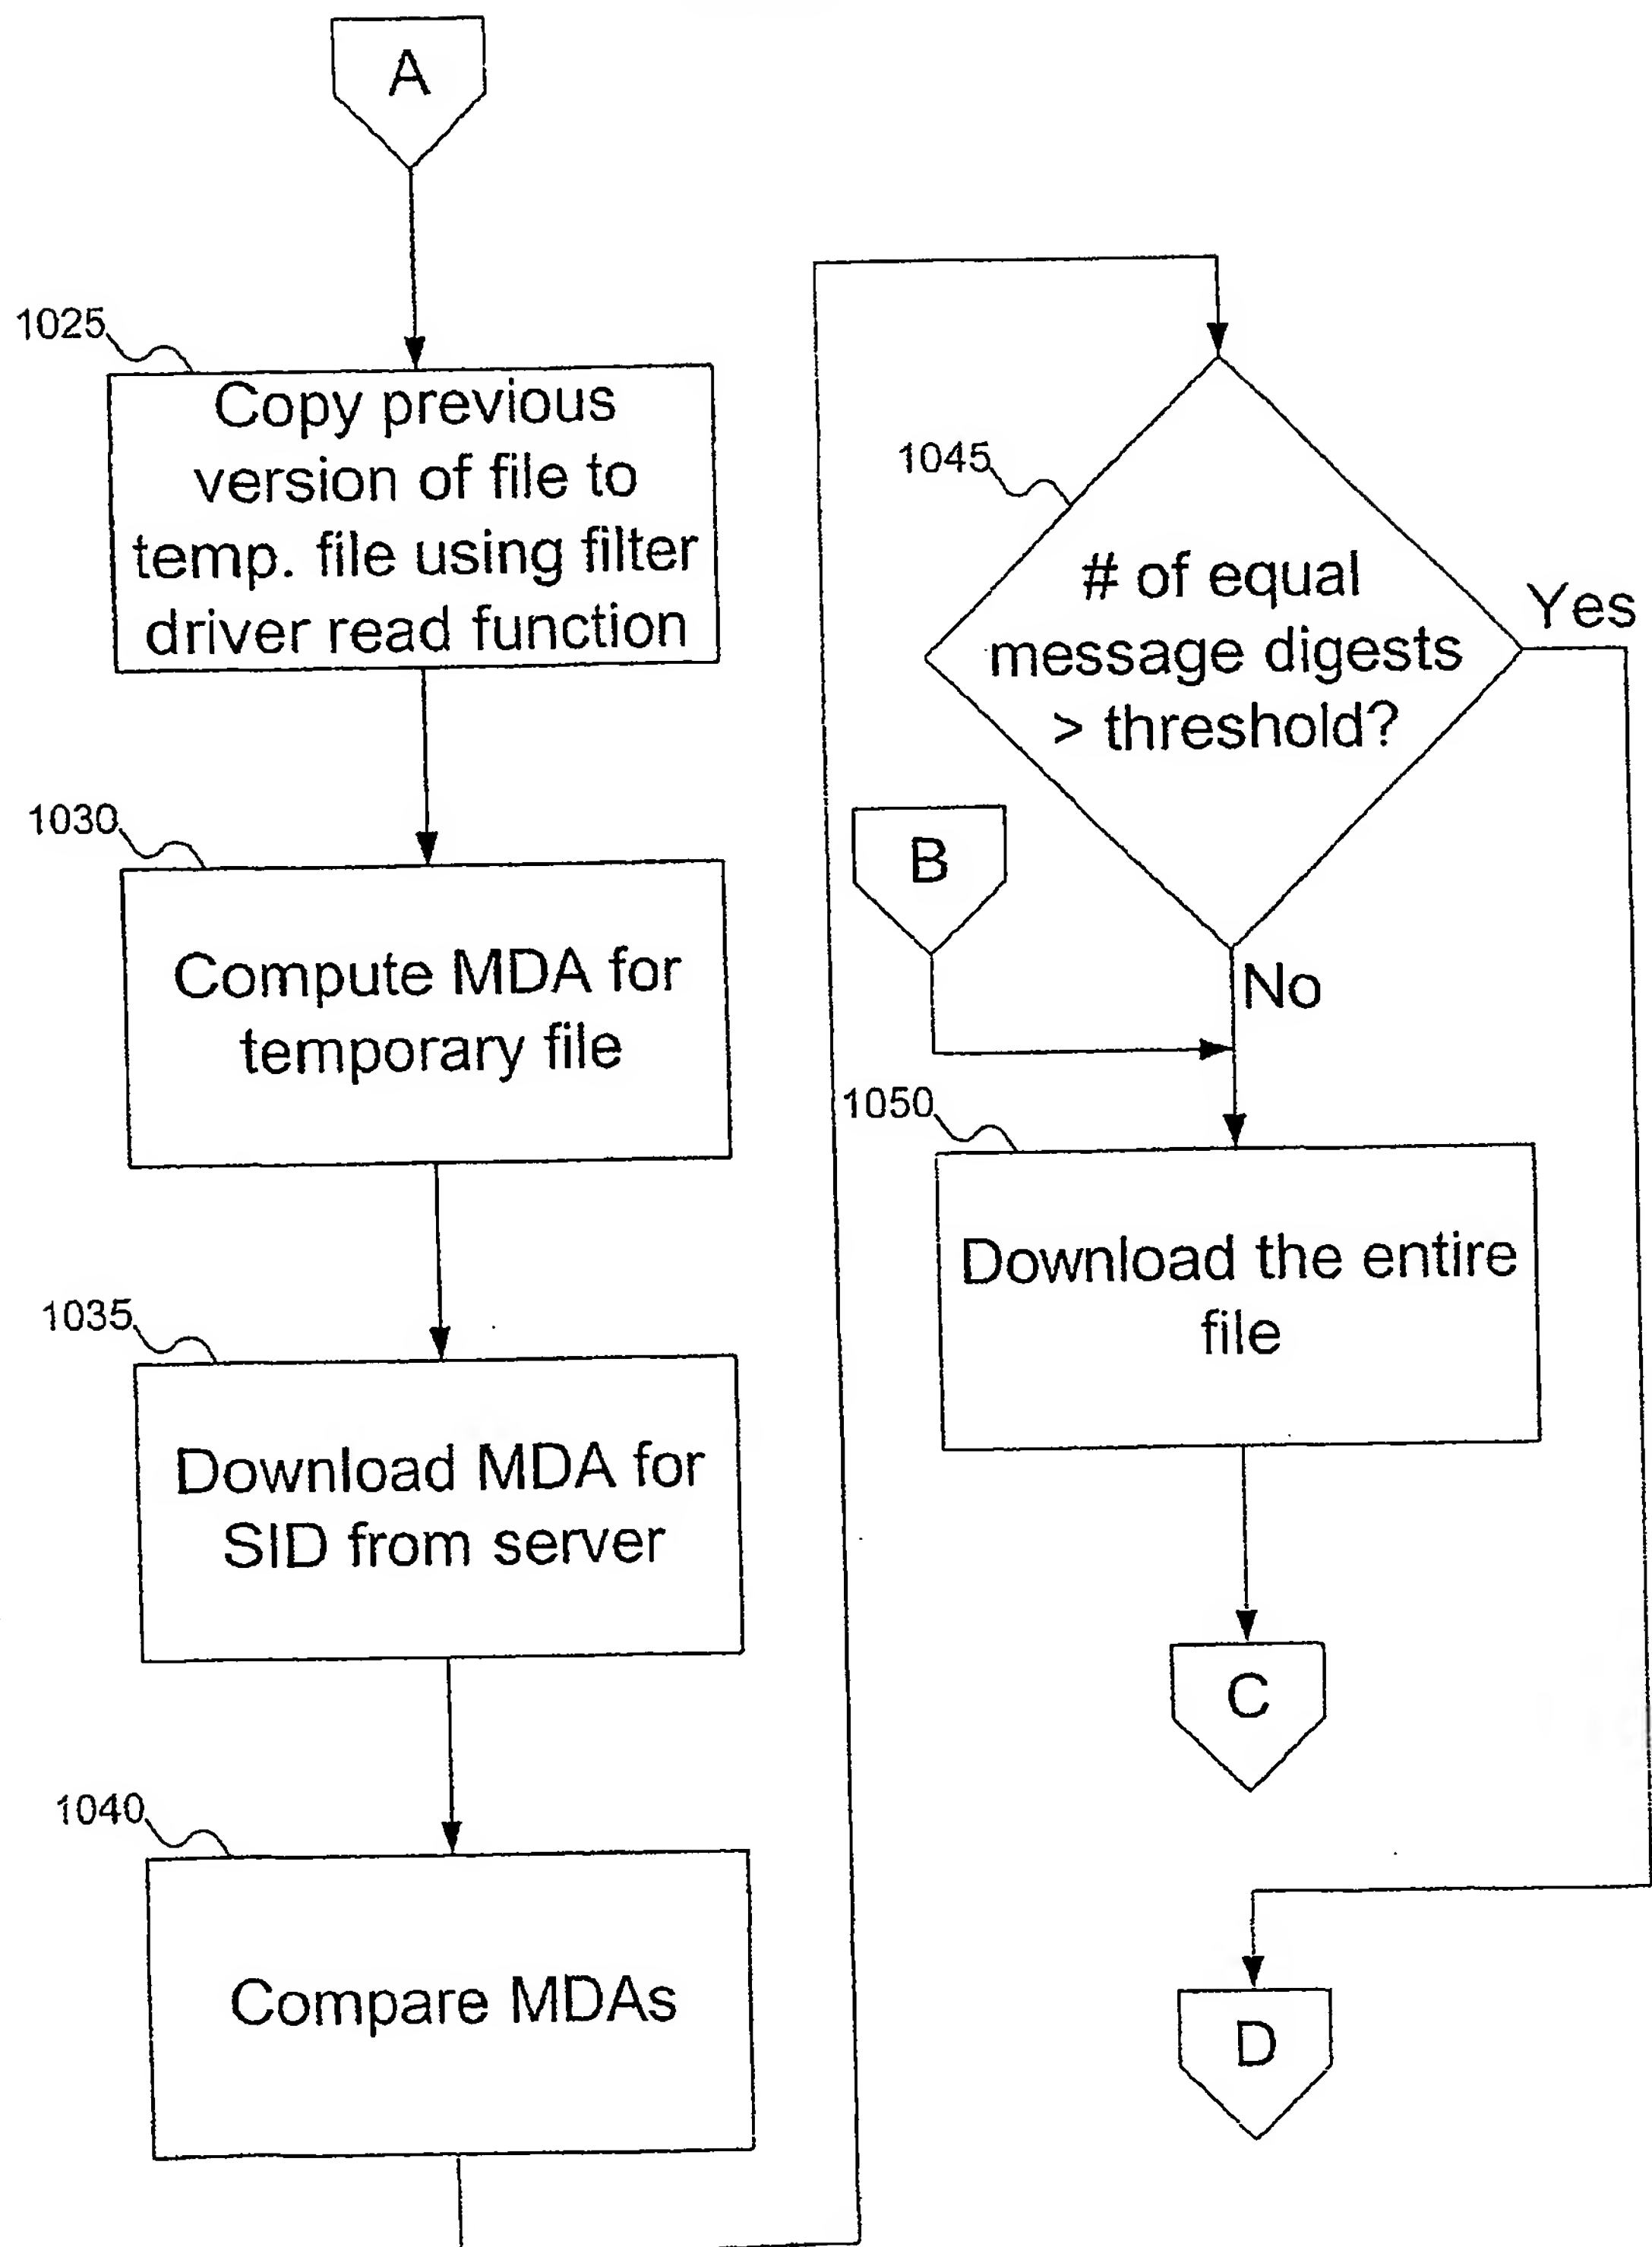 A
1025
Copy previous
version of file to
temp. file using filter
driver read function
1030
Compute MDA for
temporary file
1035
Download MDA for
SID from server
1040
Compare MDAs
1045
# of equal
message digests
> threshold?
Yes
B
No
1050
Download the entire
file
C
D